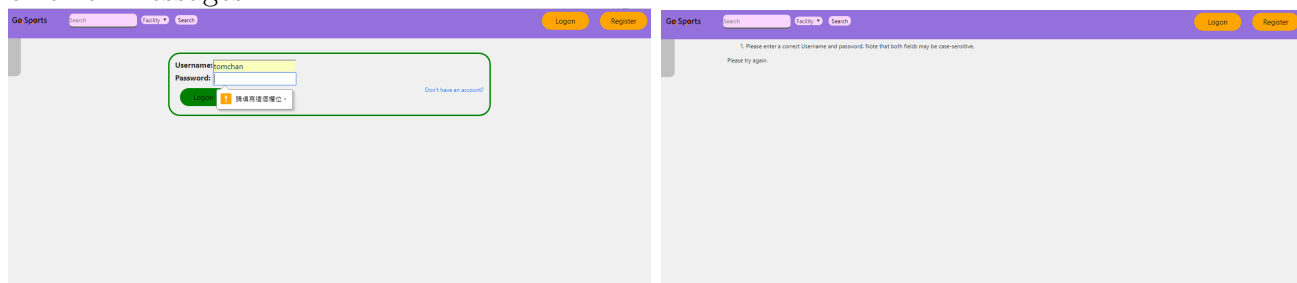 Go Sports Search Facility ▼ Search Logon Register
Username: tomchan
Password:
Don't have an account?
Logon 請填寫這個欄位。
Go Sports Search Facility ▼ Search Logon Register
1. Please enter a correct Username and password. Note that both fields may be case-sensitive.
Please try again.